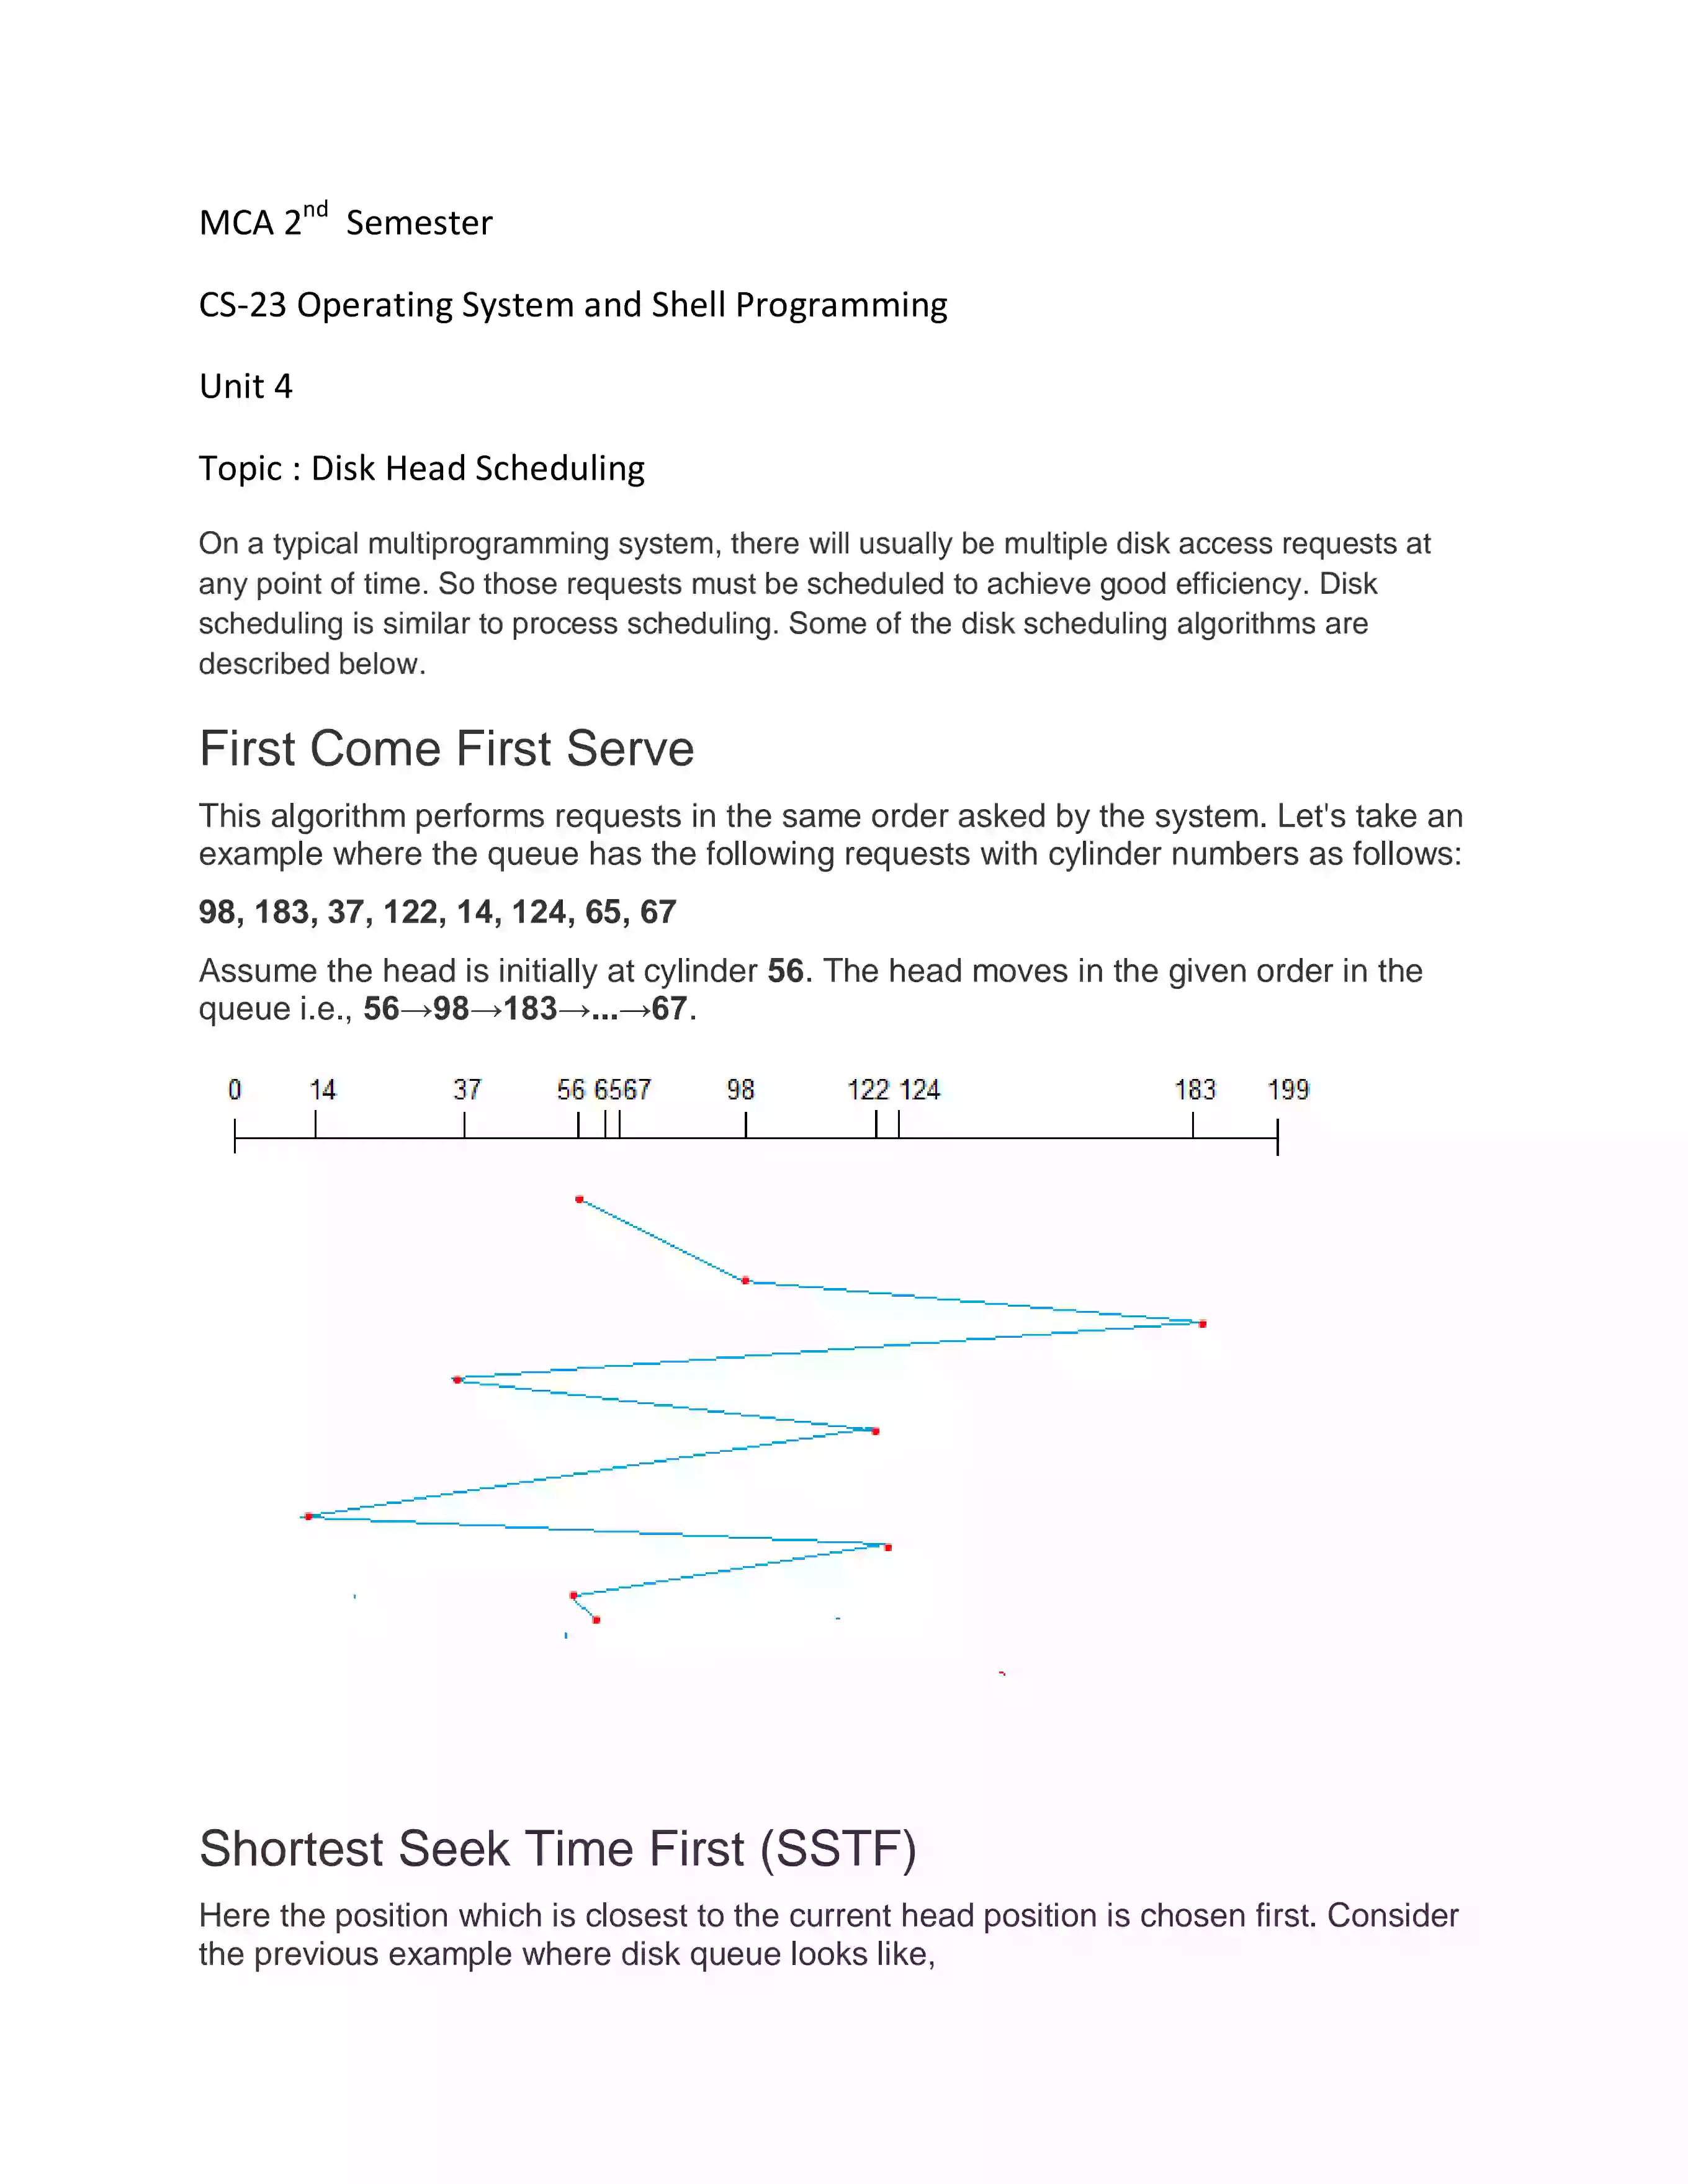 MCA 2nd Semester
CS-23 Operating System and Shell Programming
Unit 4
Topic : Disk Head Scheduling
On a typical multiprogramming system, there will usually be multiple disk access requests at
any point of time. So those requests must be scheduled to achieve good efficiency. Disk
scheduling is similar to process scheduling. Some of the disk scheduling algorithms are
described below.
First Come First Serve
This algorithm performs requests in the same order asked by the system. Let's take an
example where the queue has the following requests with cylinder numbers as follows:
98, 183, 37, 122, 14, 124, 65, 67
Assume the head is initially at cylinder 56. The head moves in the given order in the
queue i.e., 56→98→183→...→67.
0 14 37 56 65 67 98 122 124 183 199
Shortest Seek Time First (SSTF)
Here the position which is closest to the current head position is chosen first. Consider
the previous example where disk queue looks like,